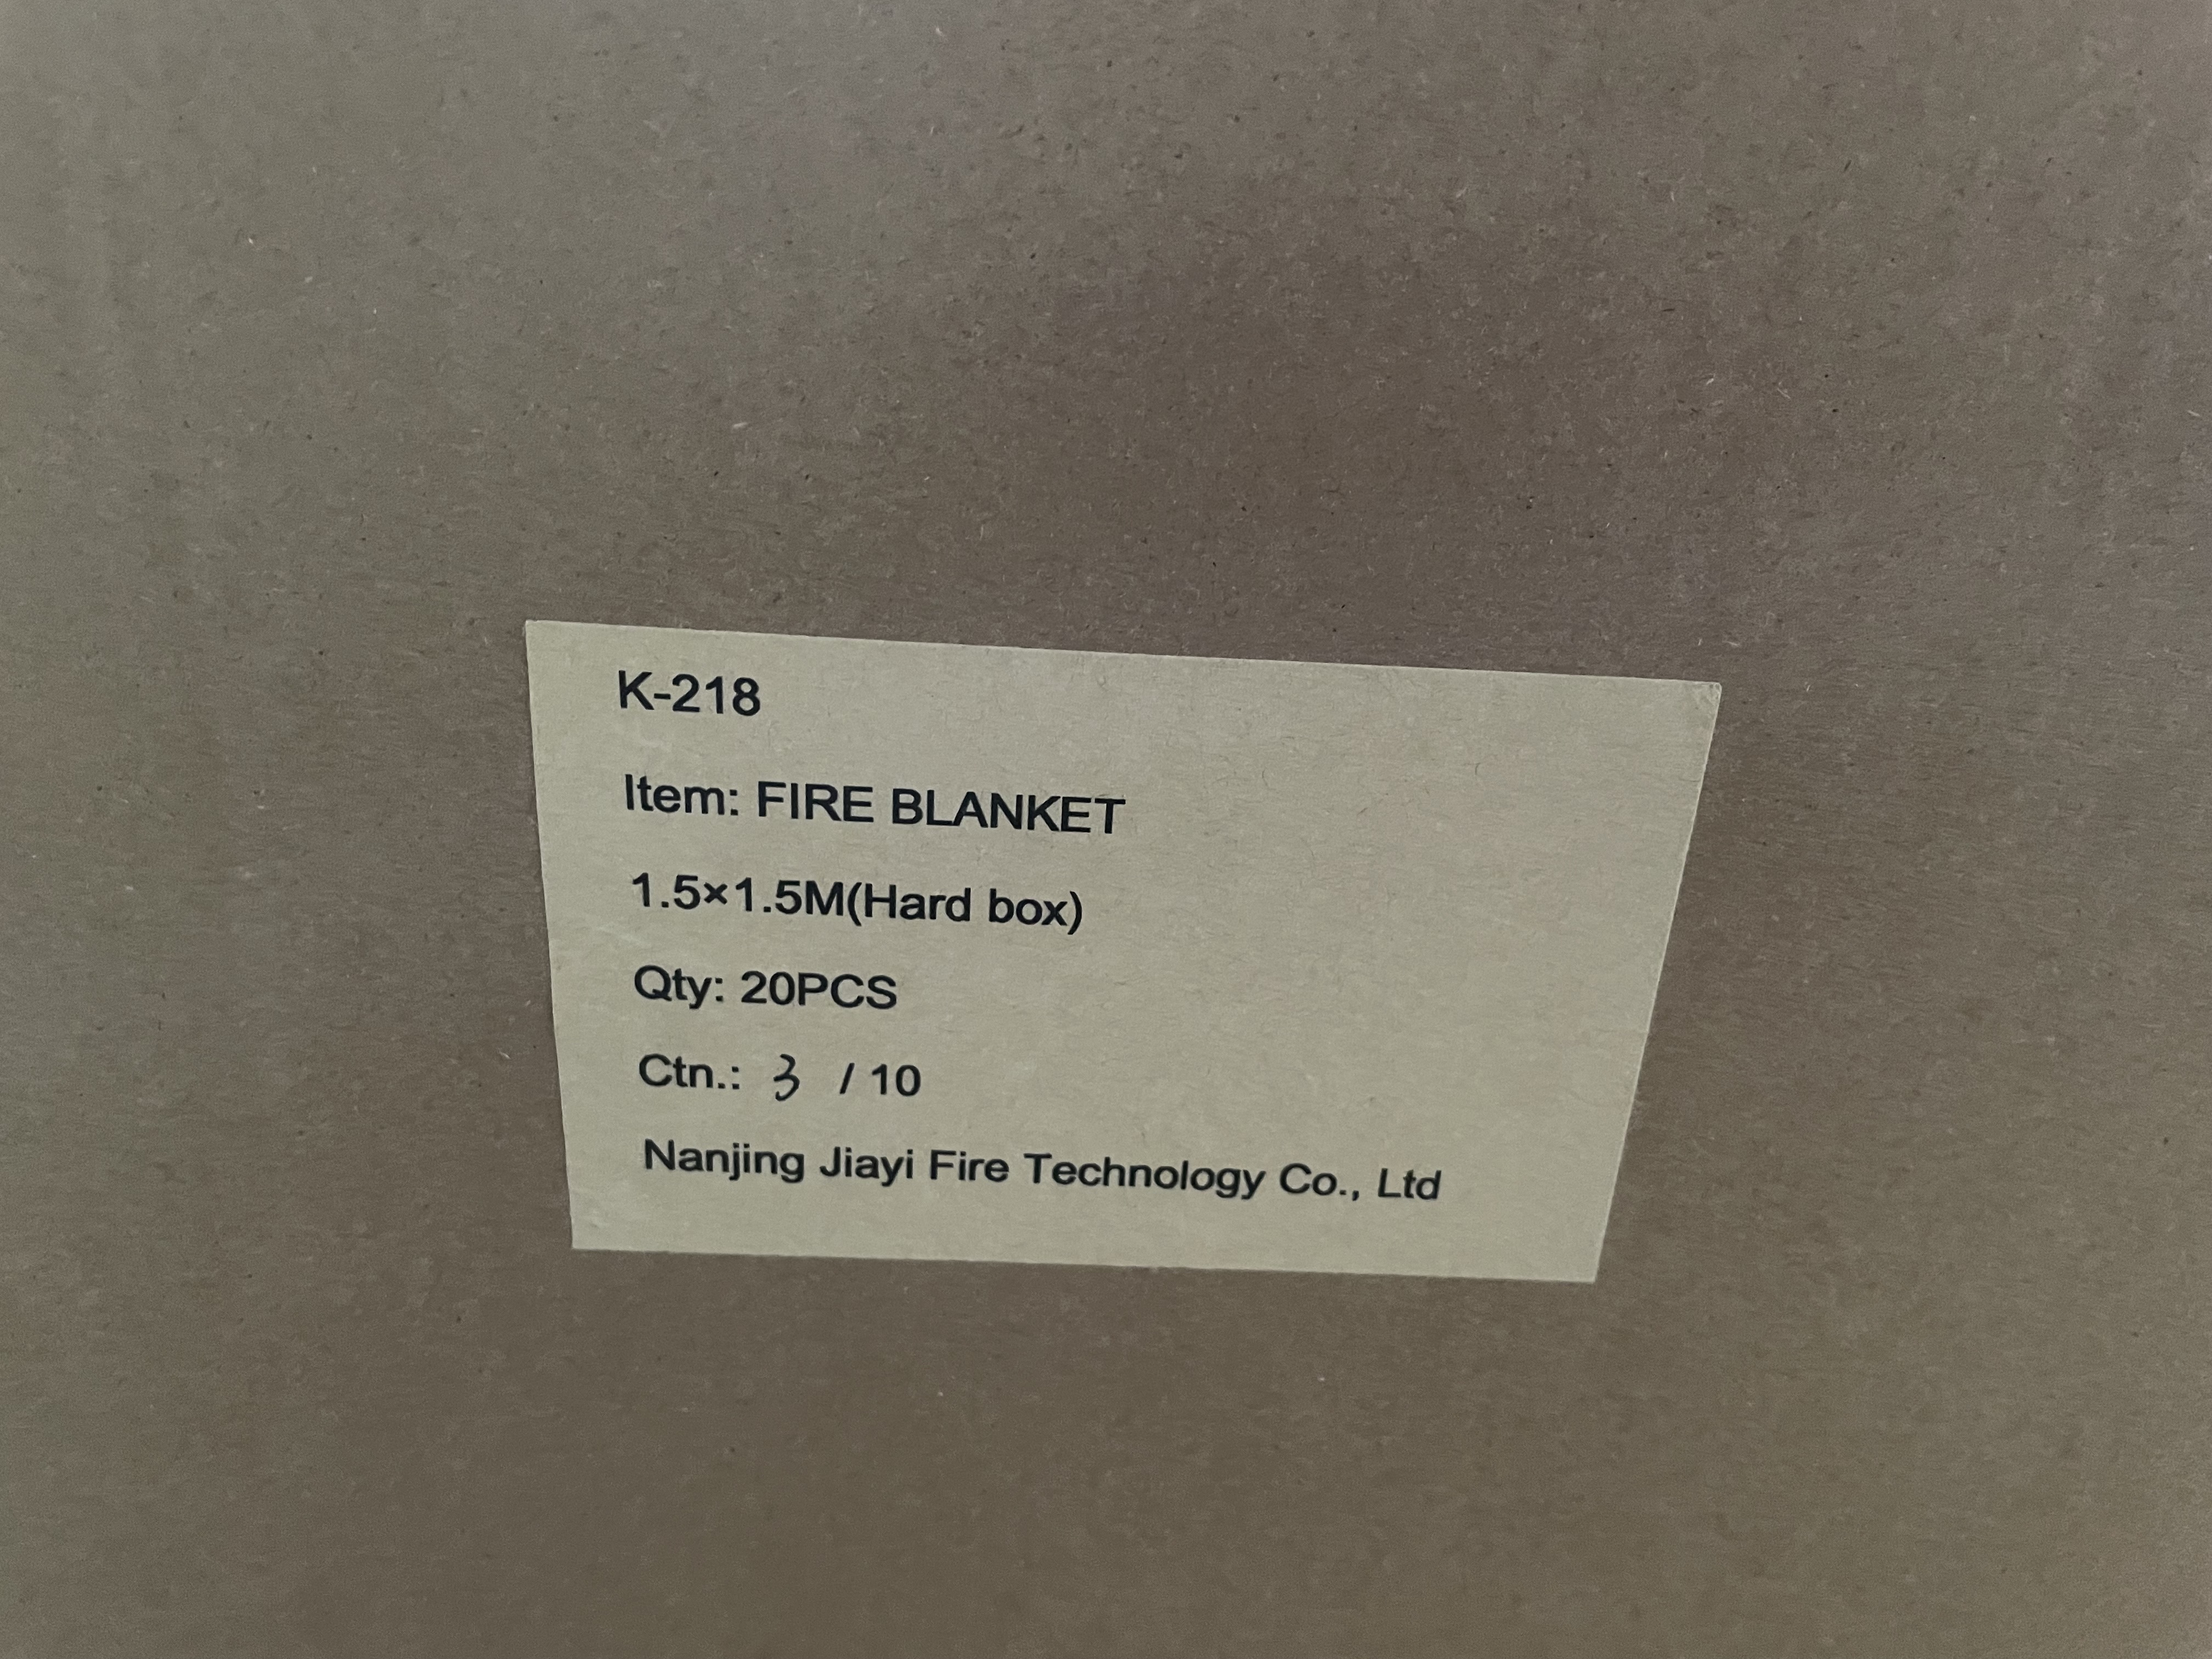 K-218
Item: FIRE BLANKET
1.5×1.5M(Hard box)
Qty: 20PCS
Ctn.: 3 / 10
Nanjing Jiayi Fire Technology Co., Ltd